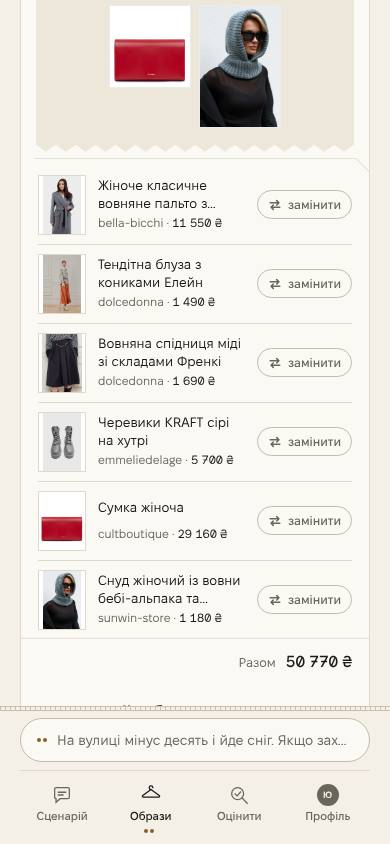 Жіноче класичне
вовняне пальто з...
bella-bicchi · 11 550 ₴
замінити
Тендітна блуза з
кониками Елейн
dolcedonna · 1 490 ₴
замінити
Вовняна спідниця міді
зі складами Френкі
dolcedonna · 1 690 ₴
замінити
Черевики KRAFT сірі
на хутрі
emmeliedelage · 5 700 ₴
замінити
Сумка жіноча
cultboutique · 29 160 ₴
замінити
Снуд жіночий із вовни
бебі-альпака та...
sunwin-store · 1 180 ₴
замінити
Разом 50 770 ₴
На вулиці мінус десять і йде сніг. Якщо зах...
Сценарій
Образи
Оцінити
Ю
Профіль